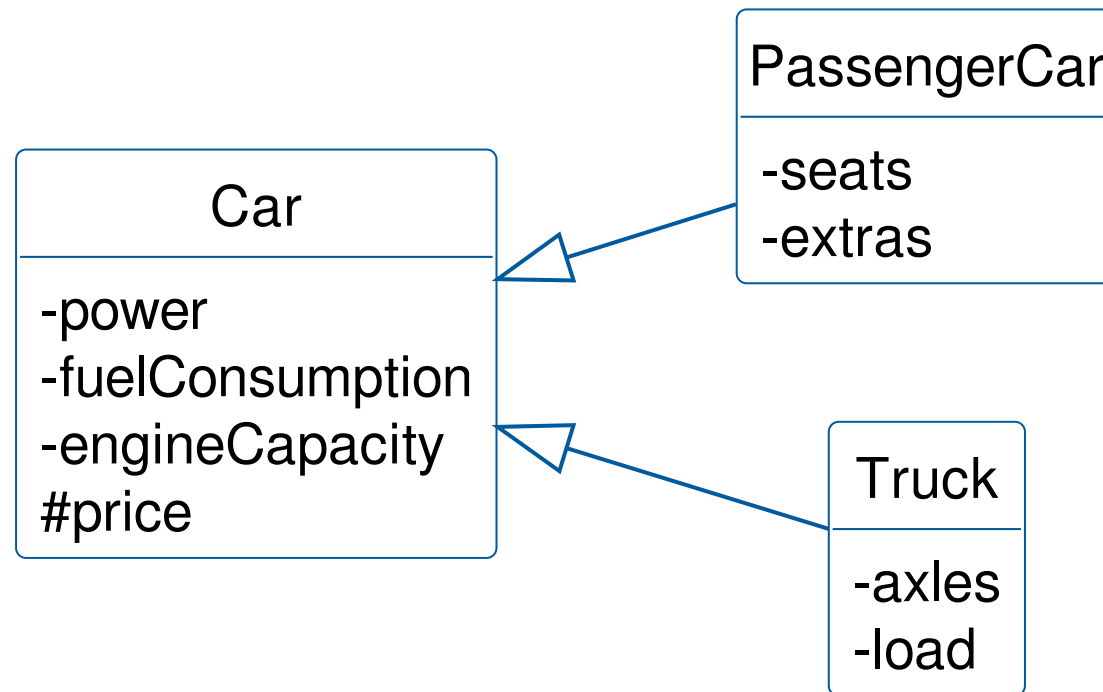 Car
-power
-fuelConsumption
-engineCapacity
#price
PassengerCar
-seats
-extras
Truck
-axles
-load